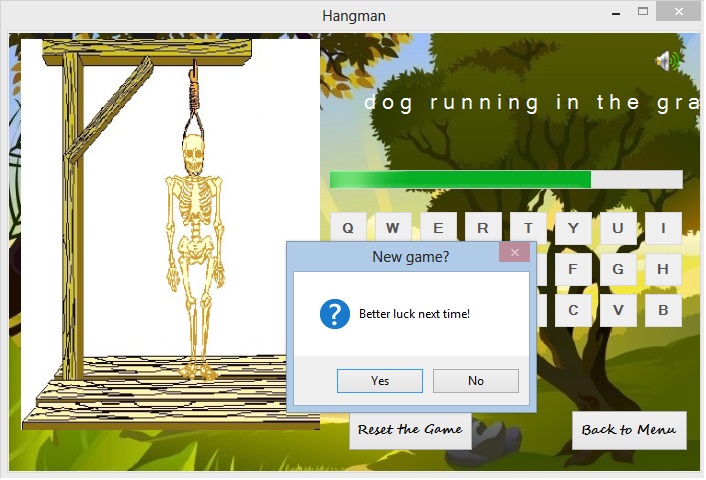 Hangman
dog running in the gra
Q W E R T Y U I
New game?
F G H
Better luck next time!
C V B
Yes No
Reset the Game Back to Menu